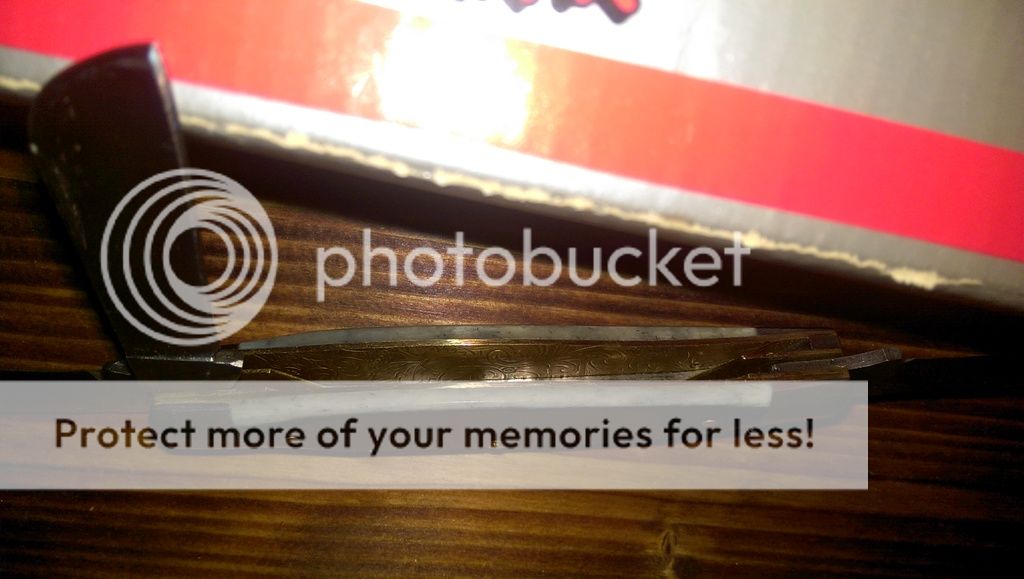 photobucket
Protect more of your memories for less!